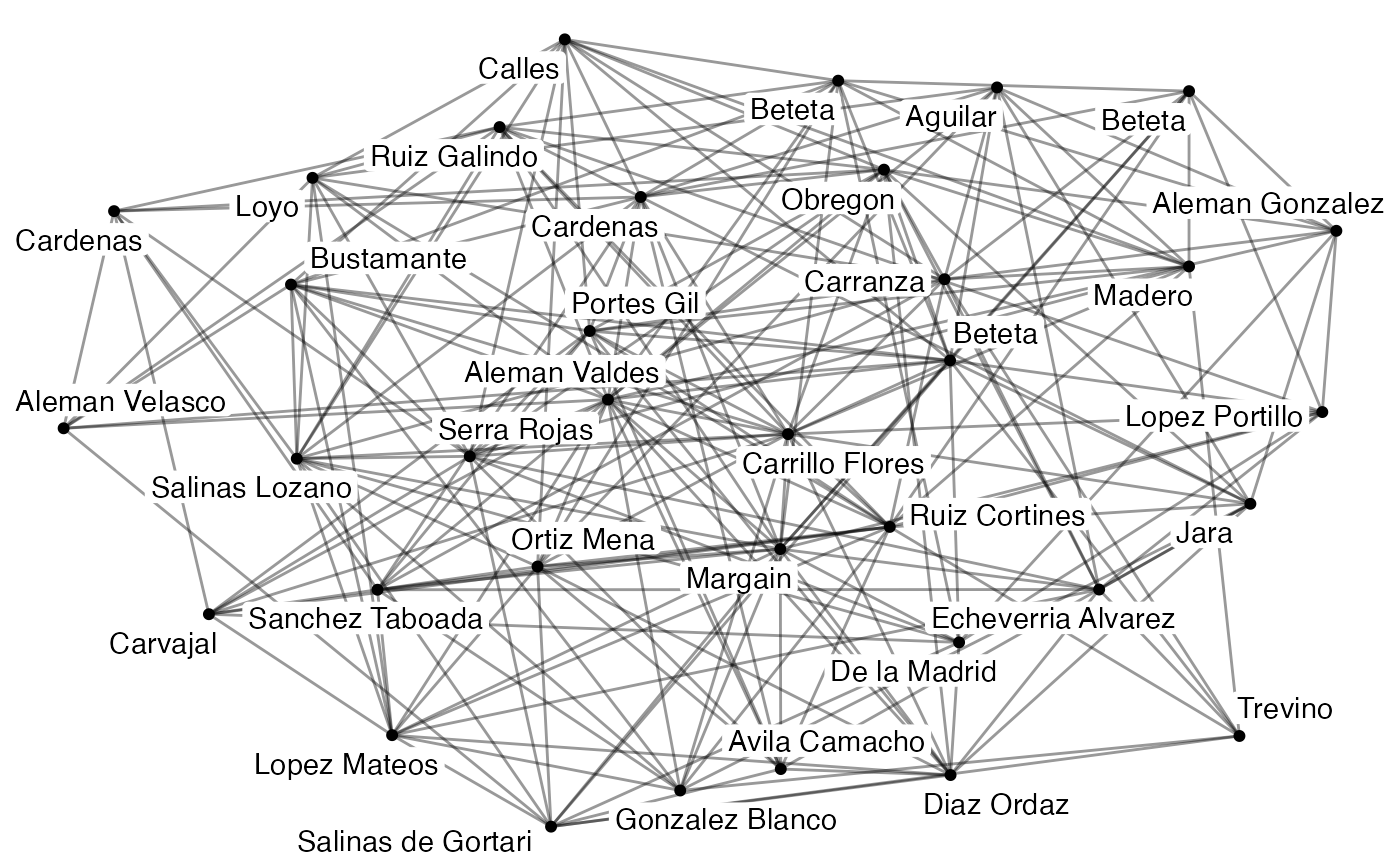 Calles
Beteta
Aguilar
Beteta
Ruiz Galindo
Loyo
Obregon
Aleman Gonzalez
Cardenas
Cardenas
Bustamante
Carranza
Madero
Portes Gil
Beteta
Aleman Valdes
Aleman Velasco
Lopez Portillo
Serra Rojas
Carrillo Flores
Salinas Lozano
Ruiz Cortines
Jara
Ortiz Mena
Margain
Sanchez Taboada
Echeverria Alvarez
Carvajal
De la Madrid
Trevino
Avila Camacho
Lopez Mateos
Diaz Ordaz
Gonzalez Blanco
Salinas de Gortari